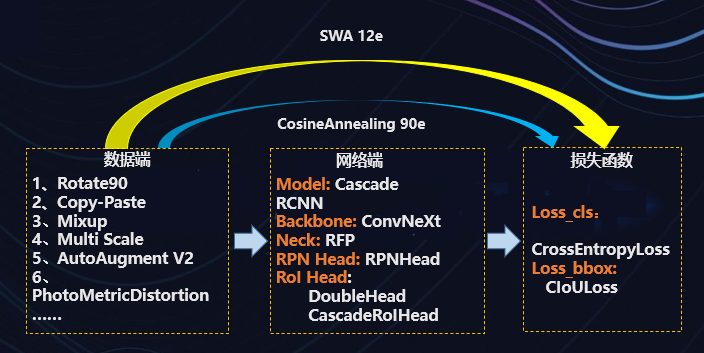 SWA 12e
CosineAnnealing 90e
数据端
1、Rotate90
2、Copy-Paste
3、Mixup
4、Multi Scale
5、AutoAugment V2
6、
PhotoMetricDistortion
……
网络端
Model: Cascade
RCNN
Backbone: ConvNeXt
Neck: RFP
RPN Head: RPNHead
RoI Head:
DoubleHead
CascadeRoIHead
损失函数
Loss_cls：
CrossEntropyLoss
Loss_bbox:
CIoULoss